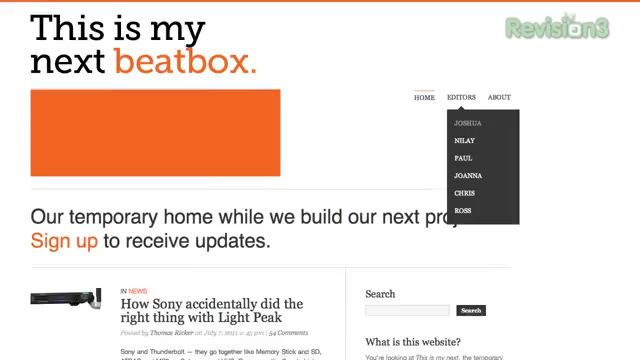 This is my
next beatbox.
Revision3
HOME EDITORS ABOUT
JOSHUA
NILAY
PAUL
JOANNA
CHRIS
ROSS
Our temporary home while we build our next
Sign up to receive updates.
IN NEWS
How Sony accidentally did the
right thing with Light Peak
Posted by Thomas Ricker on July 7, 2011 2:45 pm | 54 Comments
Sony and Thunderbolt — they go together like Memory Stick and SD,
Search
Search
What is this website?
You're looking at This is my next, the temporary